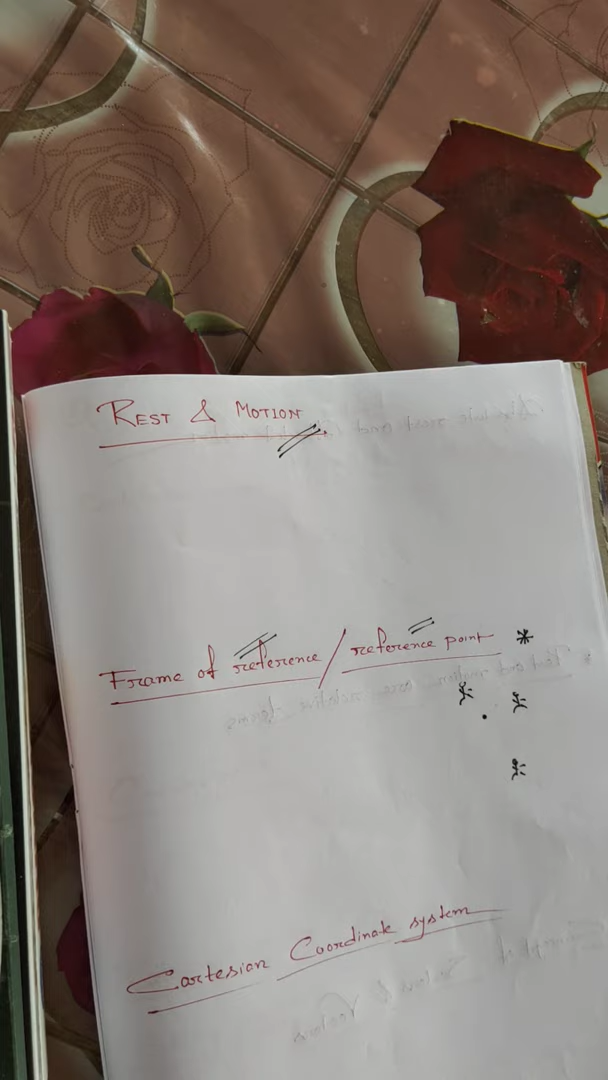 REST & MOTION
Frame of reference / reference point *
Cartesian Coordinate system